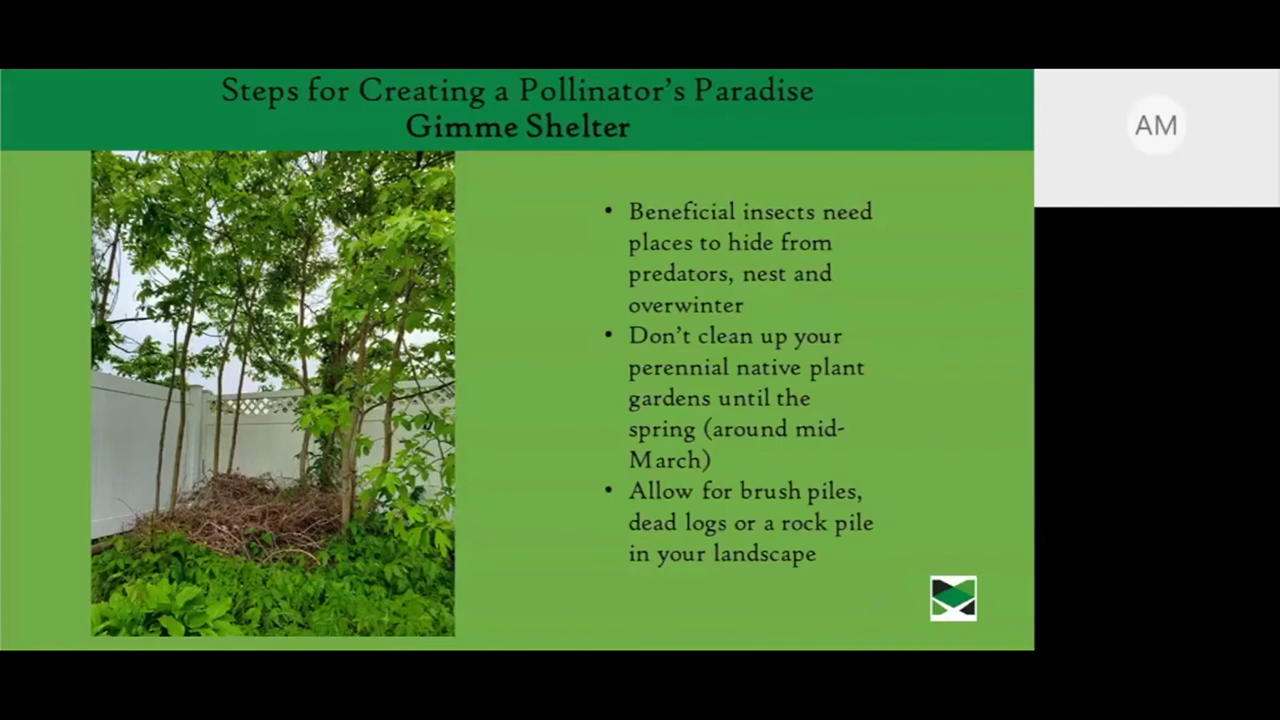 Steps for Creating a Pollinator's Paradise
Gimme Shelter
AM
• Beneficial insects need
places to hide from
predators, nest and
overwinter
• Don't clean up your
perennial native plant
gardens until the
spring (around mid-
March)
• Allow for brush piles,
dead logs or a rock pile
in your landscape